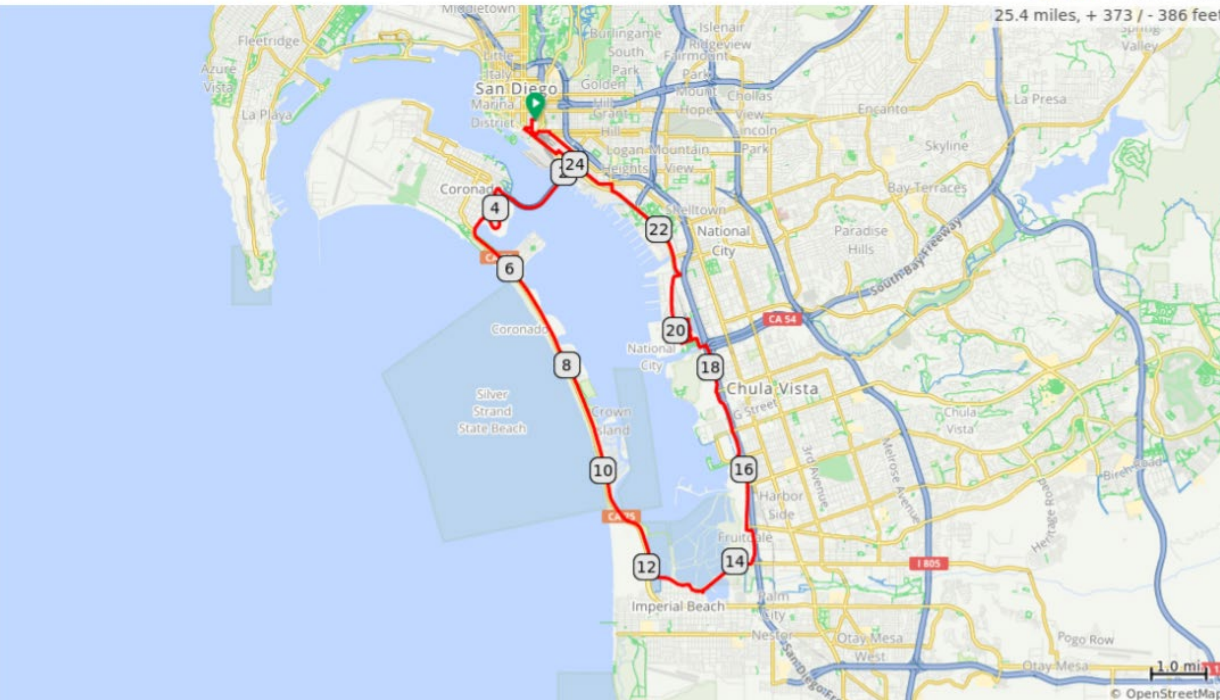 25.4 miles, + 373 / - 386 feet
Middletown
Fleetridge
Burlingame
Islenair
South
Park
Fairmount
Park
Ridgeview
Spring
Valley
Azure
Vista
Little
Italy
Golden
Hill
San Diego
Marina
District
Mount
Hope
Chollas
View
Encanto
La Presa
La Playa
Grant
Hill
Lincoln
Park
Logan
Heights
Mountain
View
Skyline
24
Bay Terraces
Coronado
4
Shelltown
National
City
22
Paradise
Hills
South Bay Freeway
6
CA 54
Coronado
20
National
City
8
18
Chula Vista
G Street
Silver
Strand
State Beach
Crown
Island
Chula
Vista
3rd Avenue
Melrose Avenue
10
16
Birch Road
Harbor
Side
Heritage Road
CA 75
Fruitdale
12
14
I 805
Imperial Beach
Palm
City
Nestor
Otay Mesa
West
Pogo Row
Otay Mesa
1.0 mi
© OpenStreetMap